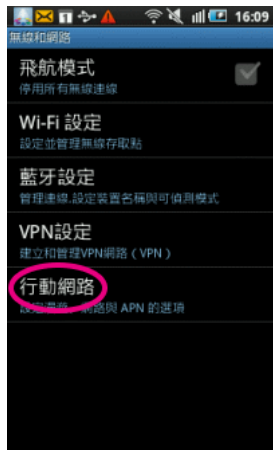 16:09
無線和網路
飛航模式
停用所有無線連線
Wi-Fi 設定
設定並管理無線存取點
藍牙設定
管理連線,設定裝置名稱與可偵測模式
VPN設定
建立和管理VPN網路（VPN）
行動網路
設定漫遊、網路與 APN 的選項